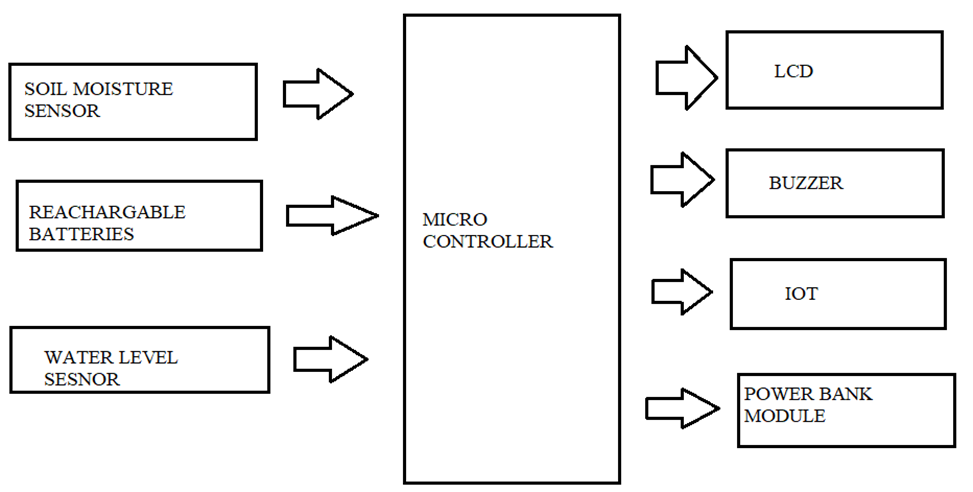 SOIL MOISTURE
SENSOR
REACHARGABLE
BATTERIES
WATER LEVEL
SESNOR
MICRO
CONTROLLER
LCD
BUZZER
IOT
POWER BANK
MODULE